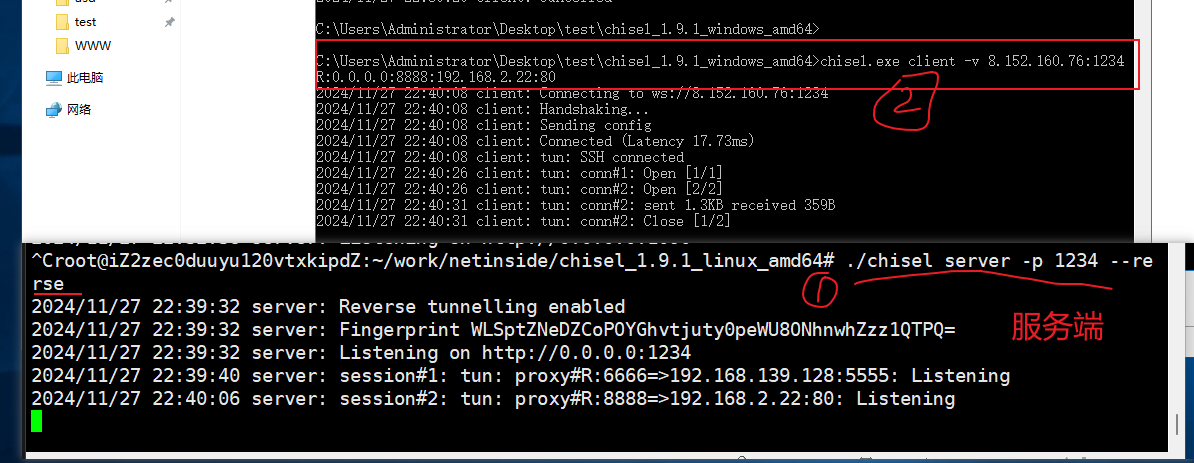 test
WWW
此电脑
网络
C:\Users\Administrator\Desktop\test\chisel_1.9.1_windows_amd64>
C:\Users\Administrator\Desktop\test\chisel_1.9.1_windows_amd64>chisel.exe client -v 8.152.160.76:1234
R:0.0.0.0:8888:192.168.2.22:80
2024/11/27 22:40:08 client: Connecting to ws://8.152.160.76:1234
2024/11/27 22:40:08 client: Handshaking...
2024/11/27 22:40:08 client: Sending config
2024/11/27 22:40:08 client: Connected (Latency 17.73ms)
2024/11/27 22:40:08 client: tun: SSH connected
2024/11/27 22:40:26 client: tun: conn#1: Open [1/1]
2024/11/27 22:40:26 client: tun: conn#2: Open [2/2]
2024/11/27 22:40:31 client: tun: conn#2: sent 1.3KB received 359B
2024/11/27 22:40:31 client: tun: conn#2: Close [1/2]
2
^Croot@iZ2zec0duuyu120vtxkipdZ:~/work/netinside/chisel_1.9.1_linux_amd64# ./chisel server -p 1234 --re
rse
1
服务端
2024/11/27 22:39:32 server: Reverse tunnelling enabled
2024/11/27 22:39:32 server: Fingerprint WLSptZNeDZCoPOYGhvtjuty0peWU8ONhnwhZzz1QTPQ=
2024/11/27 22:39:32 server: Listening on http://0.0.0.0:1234
2024/11/27 22:39:40 server: session#1: tun: proxy#R:6666=>192.168.139.128:5555: Listening
2024/11/27 22:40:06 server: session#2: tun: proxy#R:8888=>192.168.2.22:80: Listening